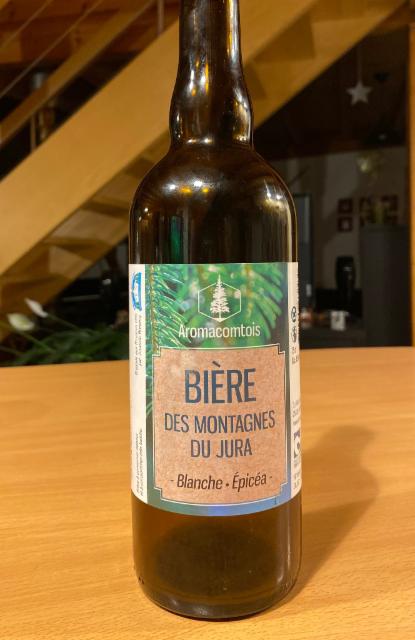 Aromacomtois
BIÈRE
DES MONTAGNES
DU JURA
- Blanche • Épicéa -